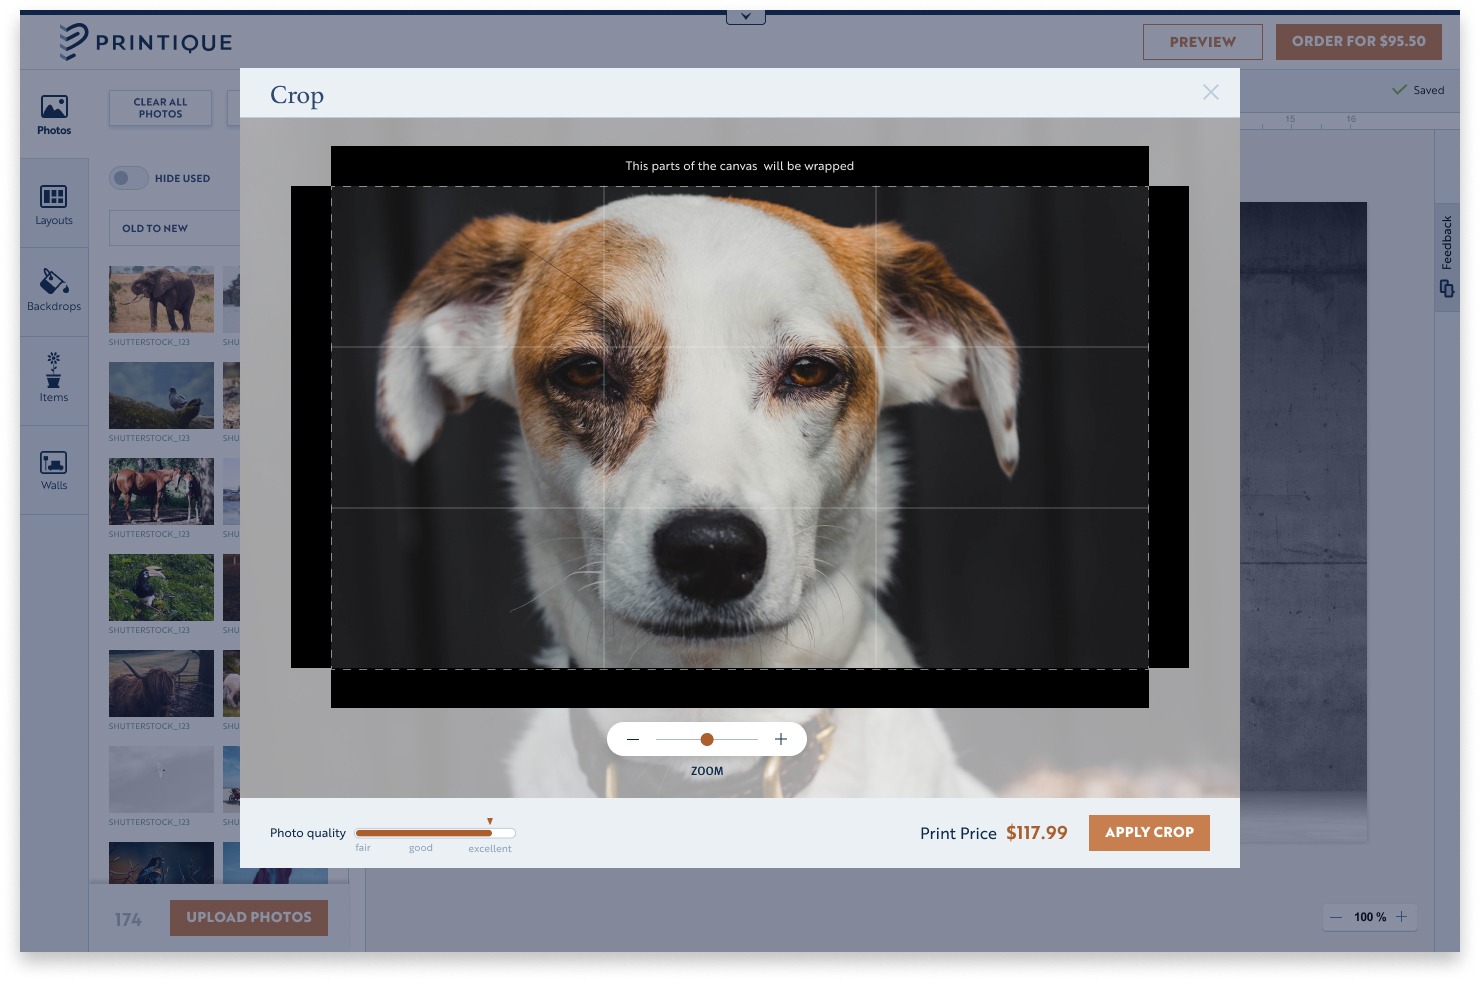 PRINTIQUE
PREVIEW
ORDER FOR $95.50
Crop
Saved
15 16
Photos
CLEAR ALL
PHOTOS
HIDE USED
OLD TO NEW
Layouts
Backdrops
Items
Walls
SHUTTERSTOCK_123
SHUTTERSTOCK_123
SHUTTERSTOCK_123
SHUTTERSTOCK_123
SHUTTERSTOCK_123
SHUTTERSTOCK_123
This parts of the canvas will be wrapped
Feedback
ZOOM
Photo quality
fair good excellent
Print Price $117.99
APPLY CROP
174
UPLOAD PHOTOS
100 %